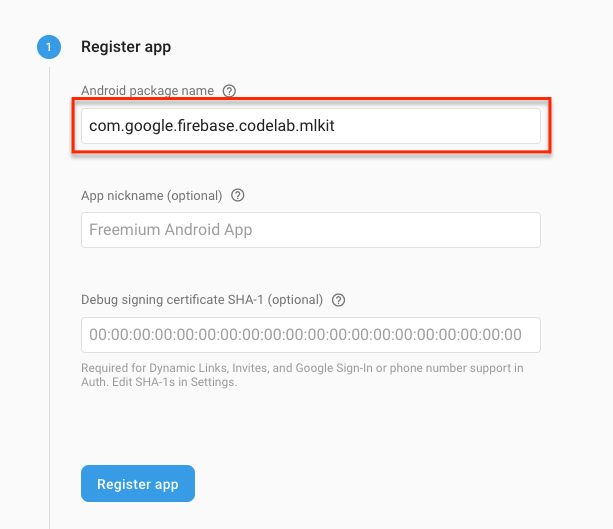 1
Register app
Android package name ?
com.google.firebase.codelab.mlkit
App nickname (optional) ?
Freemium Android App
Debug signing certificate SHA-1 (optional) ?
00:00:00:00:00:00:00:00:00:00:00:00:00:00:00:00:00:00:00:00
Required for Dynamic Links, Invites, and Google Sign-In or phone number support in
Auth. Edit SHA-1s in Settings.
Register app